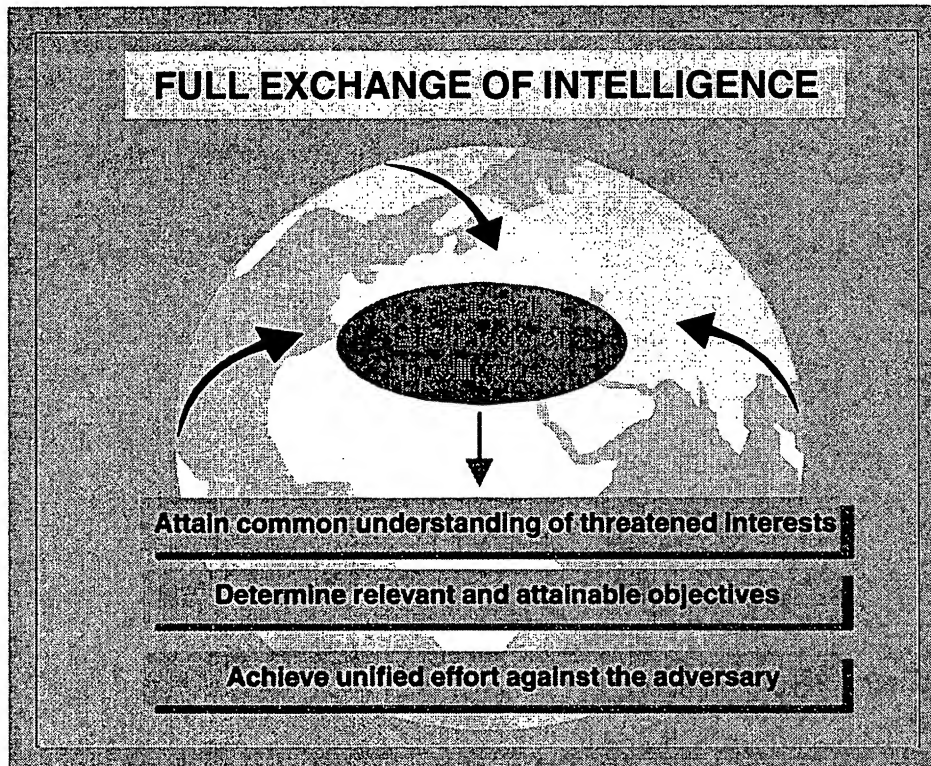 FULL EXCHANGE OF INTELLIGENCE
Attain common understanding of threatened interests
Determine relevant and attainable objectives
Achieve unified effort against the adversary